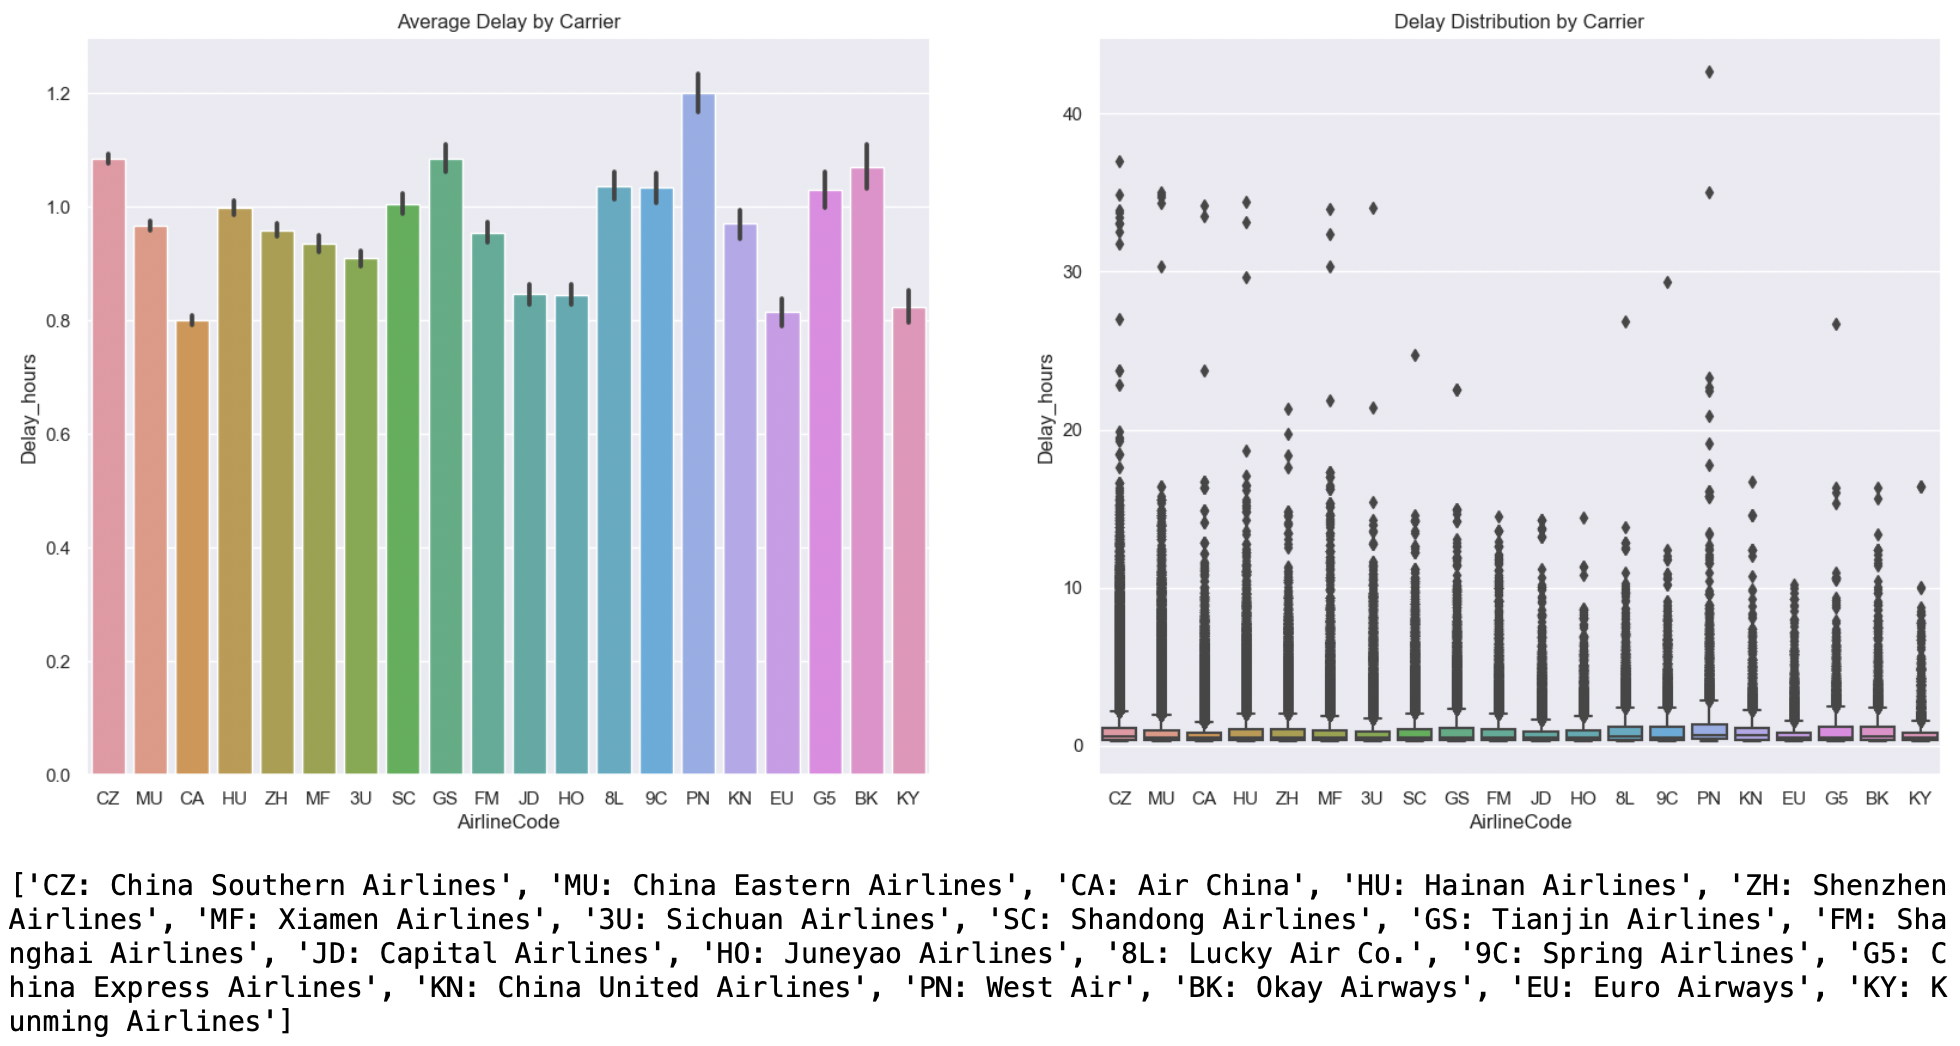 Average Delay by Carrier
1.2
1.0
0.8
0.6
0.4
0.2
0.0
Delay_hours
CZ MU CA HU ZH MF 3U SC GS FM JD HO 8L 9C PN KN EU G5 BK KY
AirlineCode
Delay Distribution by Carrier
40
30
20
10
0
Delay_hours
CZ MU CA HU ZH MF 3U SC GS FM JD HO 8L 9C PN KN EU G5 BK KY
AirlineCode
['CZ: China Southern Airlines', 'MU: China Eastern Airlines', 'CA: Air China', 'HU: Hainan Airlines', 'ZH: Shenzhen
Airlines', 'MF: Xiamen Airlines', '3U: Sichuan Airlines', 'SC: Shandong Airlines', 'GS: Tianjin Airlines', 'FM: Sha
nghai Airlines', 'JD: Capital Airlines', 'HO: Juneyao Airlines', '8L: Lucky Air Co.', '9C: Spring Airlines', 'G5: C
hina Express Airlines', 'KN: China United Airlines', 'PN: West Air', 'BK: Okay Airways', 'EU: Euro Airways', 'KY: K
unming Airlines']